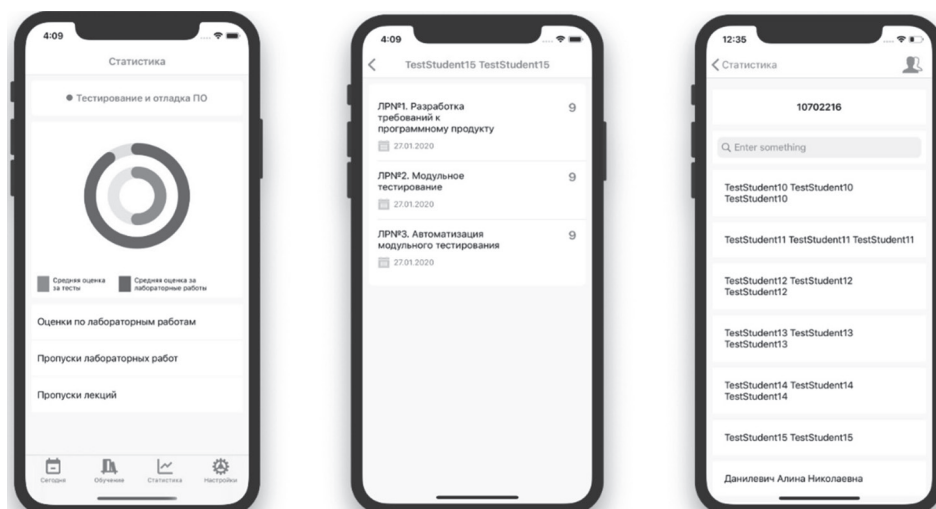 4:09
Статистика
Тестирование и отладка ПО
Средняя оценка
за тесты
Средняя оценка за
лабораторные работы
Оценки по лабораторным работам
Пропуски лабораторных работ
Пропуски лекций
Сегодня
Обучение
Статистика
Настройки
4:09
TestStudent15 TestStudent15
ЛР№1. Разработка
требований к
программному продукту
9
27.01.2020
ЛР№2. Модульное
тестирование
9
27.01.2020
ЛР№3. Автоматизация
модульного тестирования
9
27.01.2020
12:35
Статистика
10702216
Enter something
TestStudent10 TestStudent10
TestStudent10
TestStudent11 TestStudent11 TestStudent11
TestStudent12 TestStudent12
TestStudent12
TestStudent13 TestStudent13
TestStudent13
TestStudent14 TestStudent14
TestStudent14
TestStudent15 TestStudent15
Данилевич Алина Николаевна